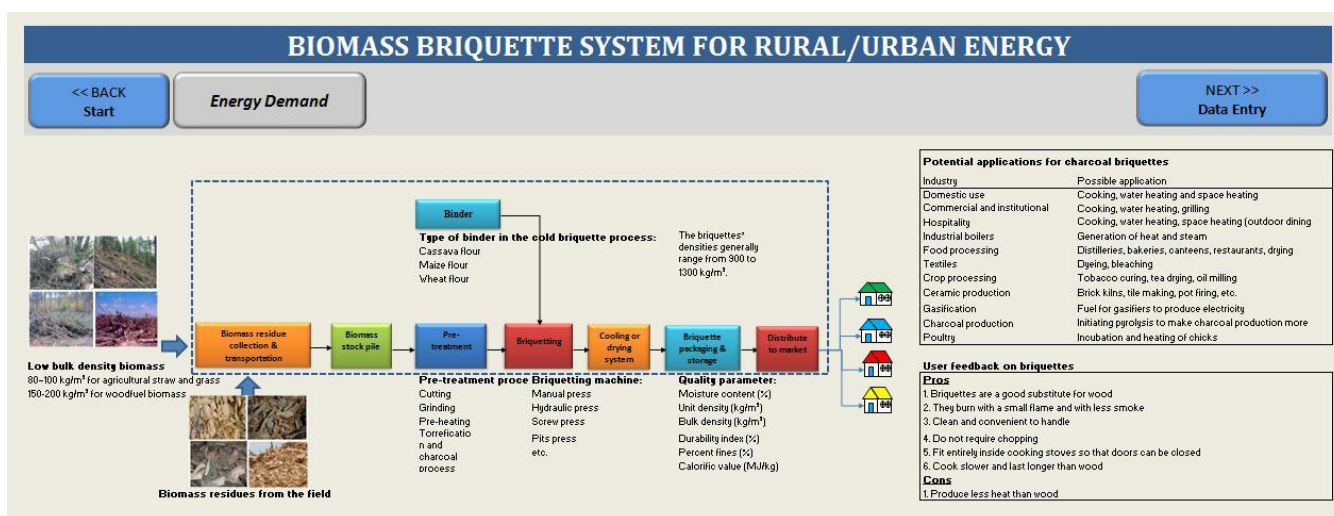 BIOMASS BRIQUETTE SYSTEM FOR RURAL/URBAN ENERGY
<< BACK
Start
Energy Demand
NEXT >>
Data Entry
Binder
Type of binder in the cold briquette process:
Cassava flour
Maize flour
Wheat flour
The briquettes'
densities generally
range from 900 to
1300 kg/m³.
Biomass residue
collection &
transportation
Biomass
stock pile
Pre-
treatment
Briquetting
Cooling or
drying
system
Briquette
packaging &
storage
Distribute
to market
Low bulk density biomass
80–100 kg/m³ for agricultural straw and grass
150-200 kg/m³ for woodfuel biomass
Biomass residues from the field
Pre-treatment proce
Cutting
Grinding
Pre-heating
Torreficatio
n and
charcoal
process
Briquetting machine:
Manual press
Hydraulic press
Screw press
Pits press
etc.
Quality parameter:
Moisture content (%)
Unit density (kg/m³)
Bulk density (kg/m³)
Durability index (%)
Percent fines (%)
Calorific value (MJ/kg)
Potential applications for charcoal briquettes
Industry Possible application
Domestic use Cooking, water heating and space heating
Commercial and institutional Cooking, water heating, grilling
Hospitality Cooking, water heating, space heating (outdoor dining
Industrial boilers Generation of heat and steam
Food processing Distilleries, bakeries, canteens, restaurants, drying
Textiles Dyeing, bleaching
Crop processing Tobacco curing, tea drying, oil milling
Ceramic production Brick kilns, tile making, pot firing, etc.
Gasification Fuel for gasifiers to produce electricity
Charcoal production Initiating pyrolysis to make charcoal production more
Poultry Incubation and heating of chicks
User feedback on briquettes
Pros
1. Briquettes are a good substitute for wood
2. They burn with a small flame and with less smoke
3. Clean and convenient to handle
4. Do not require chopping
5. Fit entirely inside cooking stoves so that doors can be closed
6. Cook slower and last longer than wood
Cons
1. Produce less heat than wood